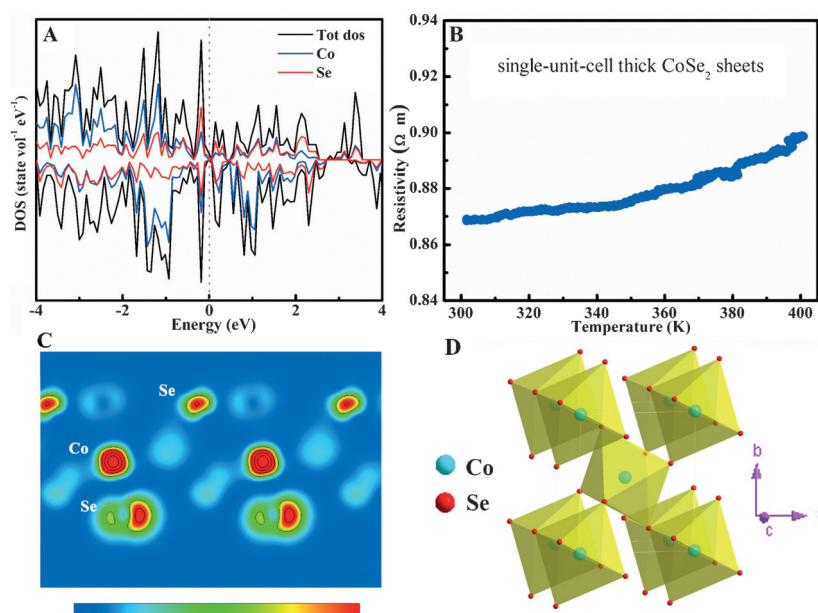 A
Tot dos
Co
Se
DOS (state vol⁻¹ eV⁻¹)
-4 -2 0 2 4
Energy (eV)
B
single-unit-cell thick CoSe₂ sheets
0.94
0.92
0.90
0.88
0.86
0.84
Resistivity (Ω m)
300 320 340 360 380 400
Temperature (K)
C
Se
Co
Se
D
Co
Se
b
c